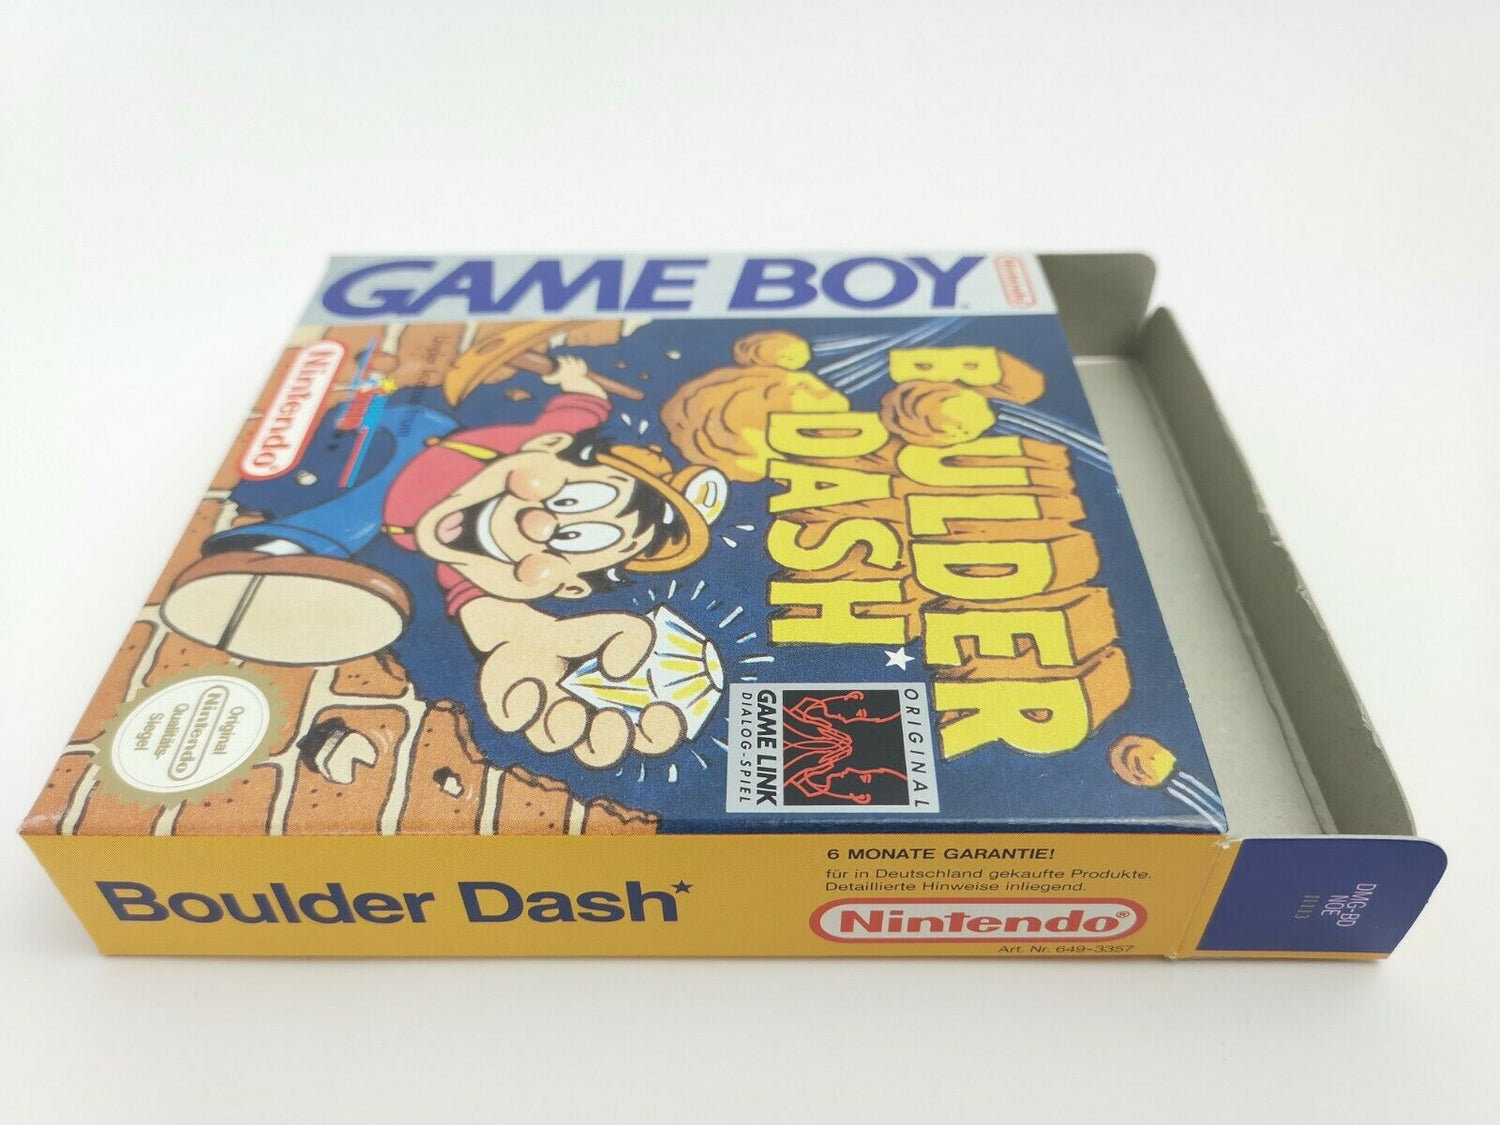 GAME BOY
Nintendo
Nintendo
BOULDER
DASH*
ORIGINAL
GAME LINK
DIALOG-SPIEL
Original
Nintendo
Qualitäts-
Siegel
Boulder Dash*
6 MONATE GARANTIE!
für in Deutschland gekaufte Produkte.
Detaillierte Hinweise inliegend.
Nintendo®
Art. Nr. 649-3357
DMG-BD
NOE
11113